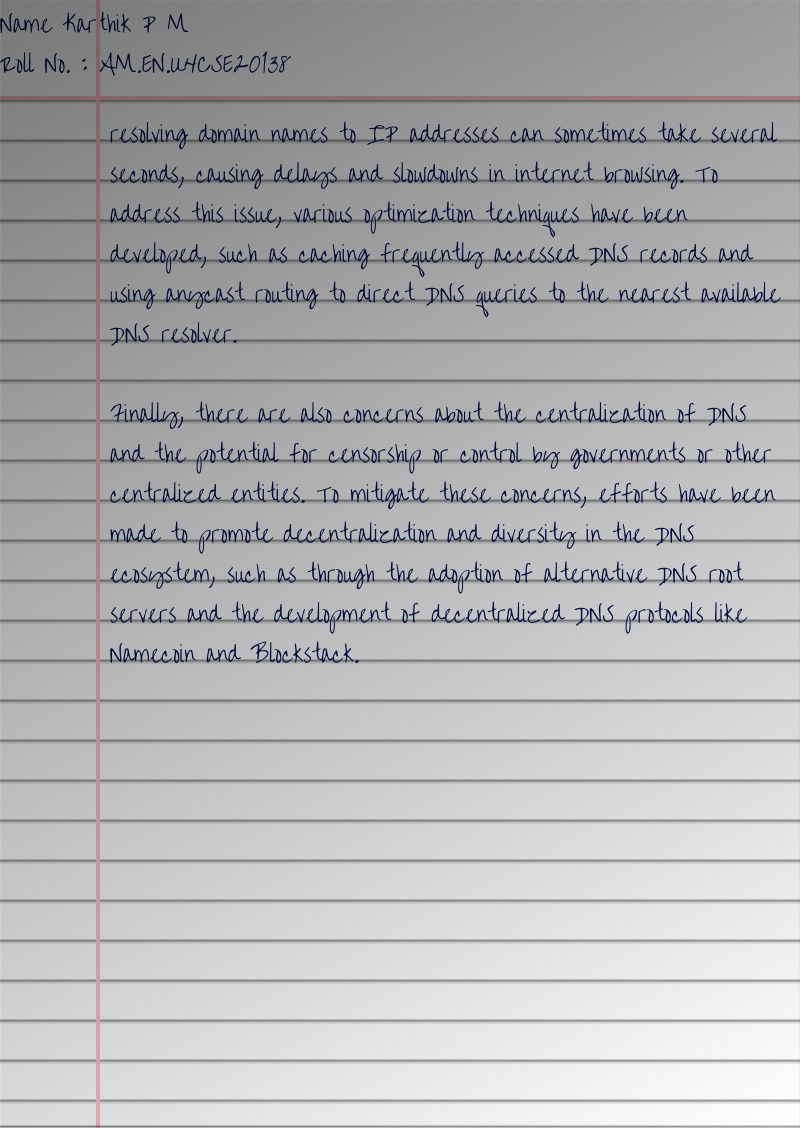 Name Karthik P M
Roll No. : AM.EN.U4CSE20138
resolving domain names to IP addresses can sometimes take several
seconds, causing delays and slowdowns in internet browsing. To
address this issue, various optimization techniques have been
developed, such as caching frequently accessed DNS records and
using anycast routing to direct DNS queries to the nearest available
DNS resolver.
Finally, there are also concerns about the centralization of DNS
and the potential for censorship or control by governments or other
centralized entities. To mitigate these concerns, efforts have been
made to promote decentralization and diversity in the DNS
ecosystem, such as through the adoption of alternative DNS root
servers and the development of decentralized DNS protocols like
Namecoin and Blockstack.